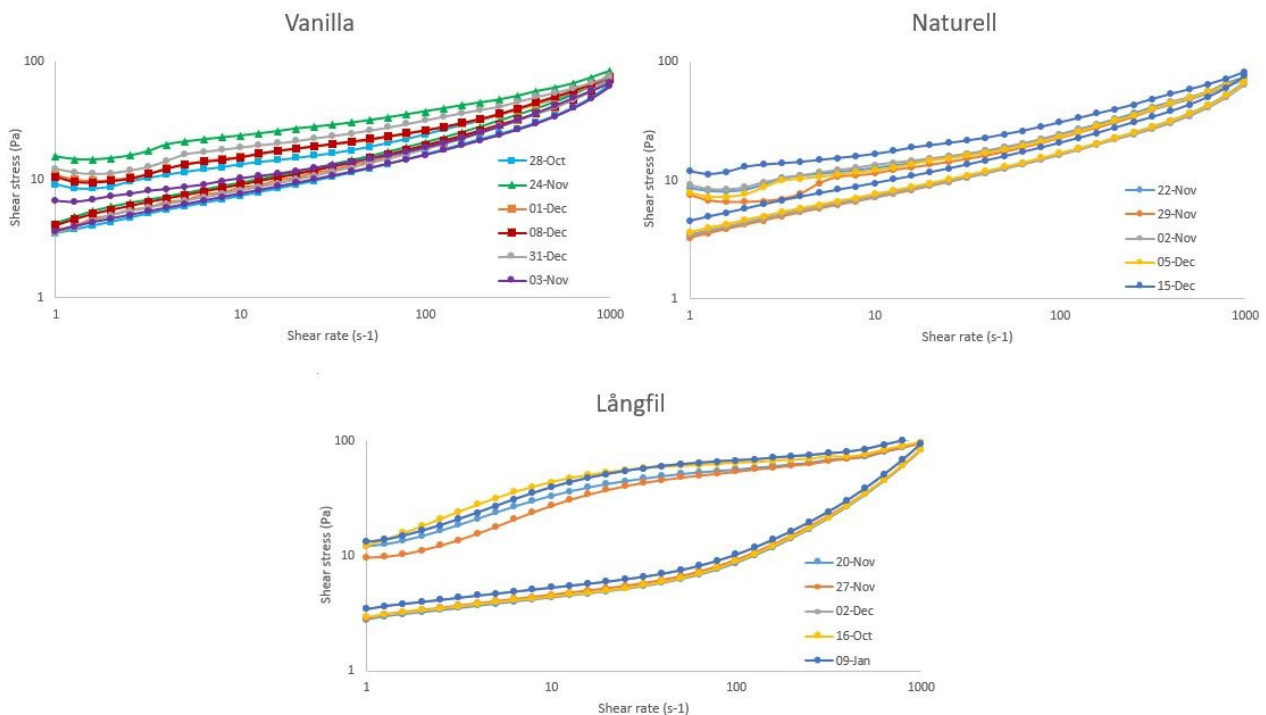 Vanilla
100
10
1
Shear stress (Pa)
1
10
100
1000
Shear rate (s-1)
28-Oct
24-Nov
01-Dec
08-Dec
31-Dec
03-Nov
Naturell
100
10
1
Shear stress (Pa)
1
10
100
1000
Shear rate (s-1)
22-Nov
29-Nov
02-Nov
05-Dec
15-Dec
Långfil
100
10
1
Shear stress (Pa)
1
10
100
1000
Shear rate (s-1)
20-Nov
27-Nov
02-Dec
16-Oct
09-Jan